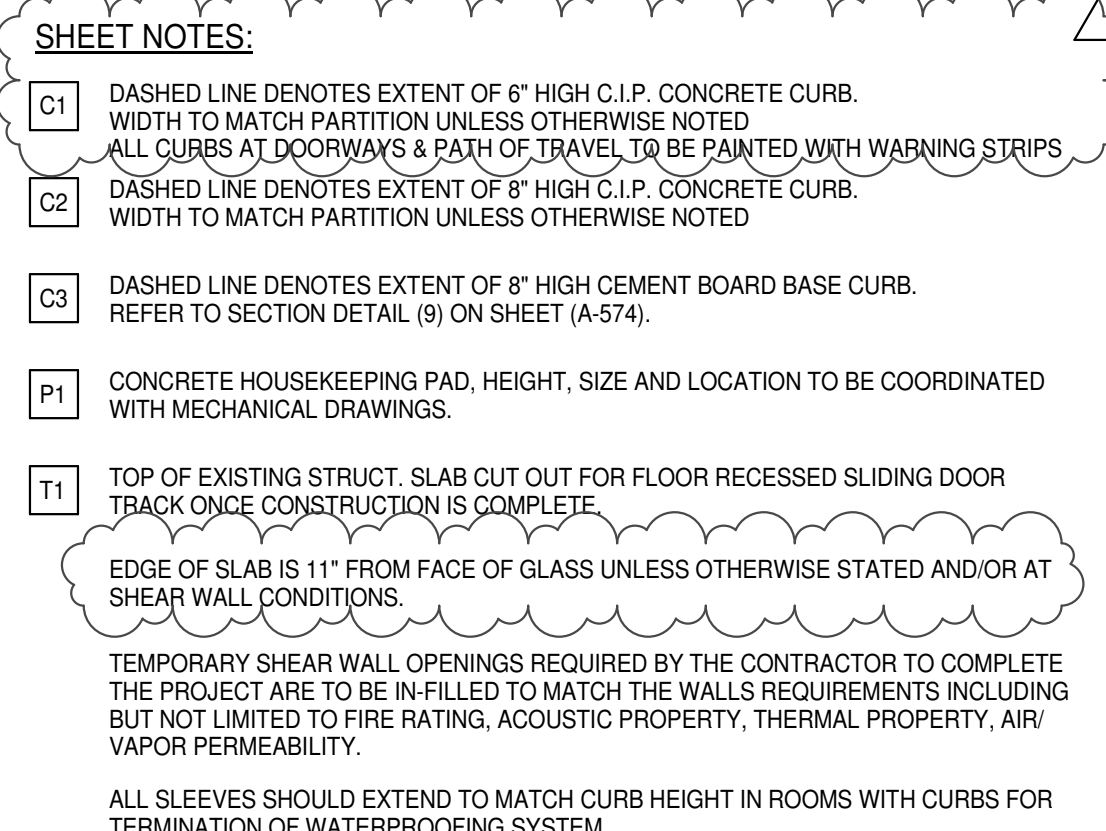 SHEET NOTES:
C1
DASHED LINE DENOTES EXTENT OF 6" HIGH C.I.P. CONCRETE CURB.
WIDTH TO MATCH PARTITION UNLESS OTHERWISE NOTED
ALL CURBS AT DOORWAYS & PATH OF TRAVEL TO BE PAINTED WITH WARNING STRIPS
C2
DASHED LINE DENOTES EXTENT OF 8" HIGH C.I.P. CONCRETE CURB.
WIDTH TO MATCH PARTITION UNLESS OTHERWISE NOTED
C3
DASHED LINE DENOTES EXTENT OF 8" HIGH CEMENT BOARD BASE CURB.
REFER TO SECTION DETAIL (9) ON SHEET (A-574).
P1
CONCRETE HOUSEKEEPING PAD, HEIGHT, SIZE AND LOCATION TO BE COORDINATED
WITH MECHANICAL DRAWINGS.
T1
TOP OF EXISTING STRUCT. SLAB CUT OUT FOR FLOOR RECESSED SLIDING DOOR
TRACK ONCE CONSTRUCTION IS COMPLETE.
EDGE OF SLAB IS 11" FROM FACE OF GLASS UNLESS OTHERWISE STATED AND/OR AT
SHEAR WALL CONDITIONS.
TEMPORARY SHEAR WALL OPENINGS REQUIRED BY THE CONTRACTOR TO COMPLETE
THE PROJECT ARE TO BE IN-FILLED TO MATCH THE WALLS REQUIREMENTS INCLUDING
BUT NOT LIMITED TO FIRE RATING, ACOUSTIC PROPERTY, THERMAL PROPERTY, AIR/
VAPOR PERMEABILITY.
ALL SLEEVES SHOULD EXTEND TO MATCH CURB HEIGHT IN ROOMS WITH CURBS FOR
TERMINATION OF WATERPROOFING SYSTEM